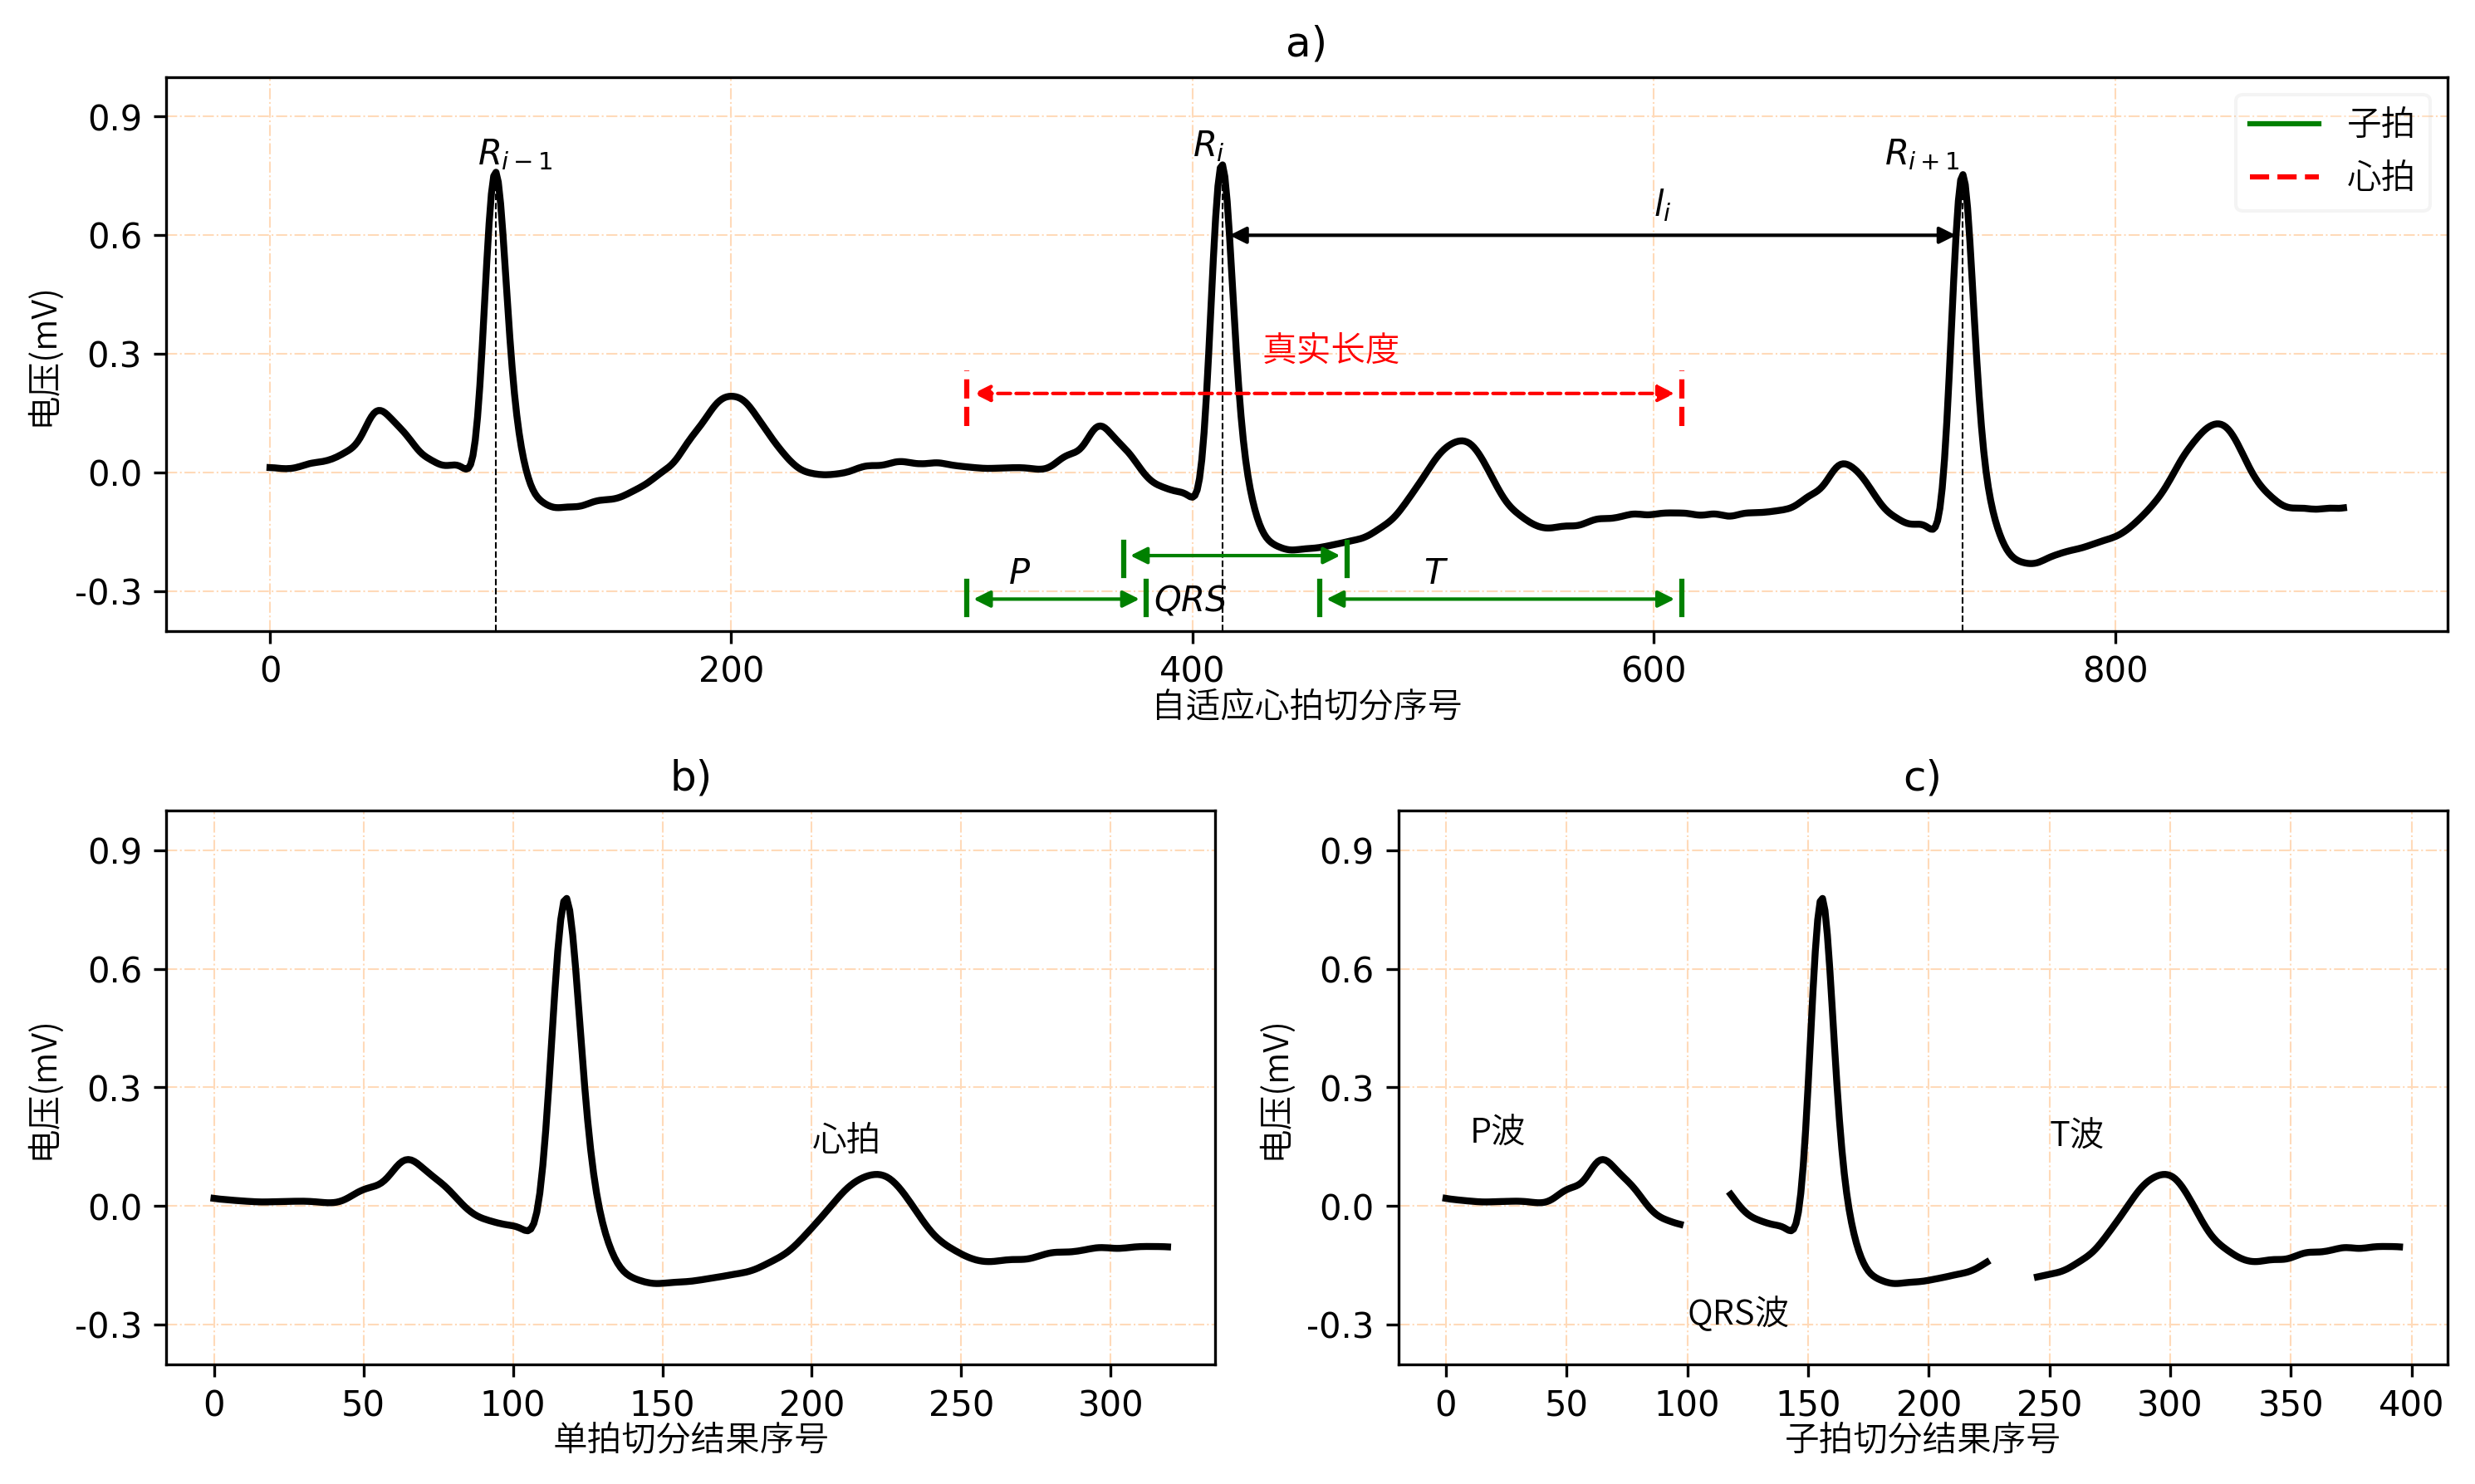 a)
电压(mV)
0.9
0.6
0.3
0.0
-0.3
R_{i-1}
R_i
R_{i+1}
l_i
子拍
心拍
真实长度
P
QRS
T
0 200 400 600 800
自适应心拍切分序号
b)
电压(mV)
0.9
0.6
0.3
0.0
-0.3
心拍
0 50 100 150 200 250 300
单拍切分结果序号
c)
电压(mV)
0.9
0.6
0.3
0.0
-0.3
P波
T波
QRS波
0 50 100 150 200 250 300 350 400
子拍切分结果序号